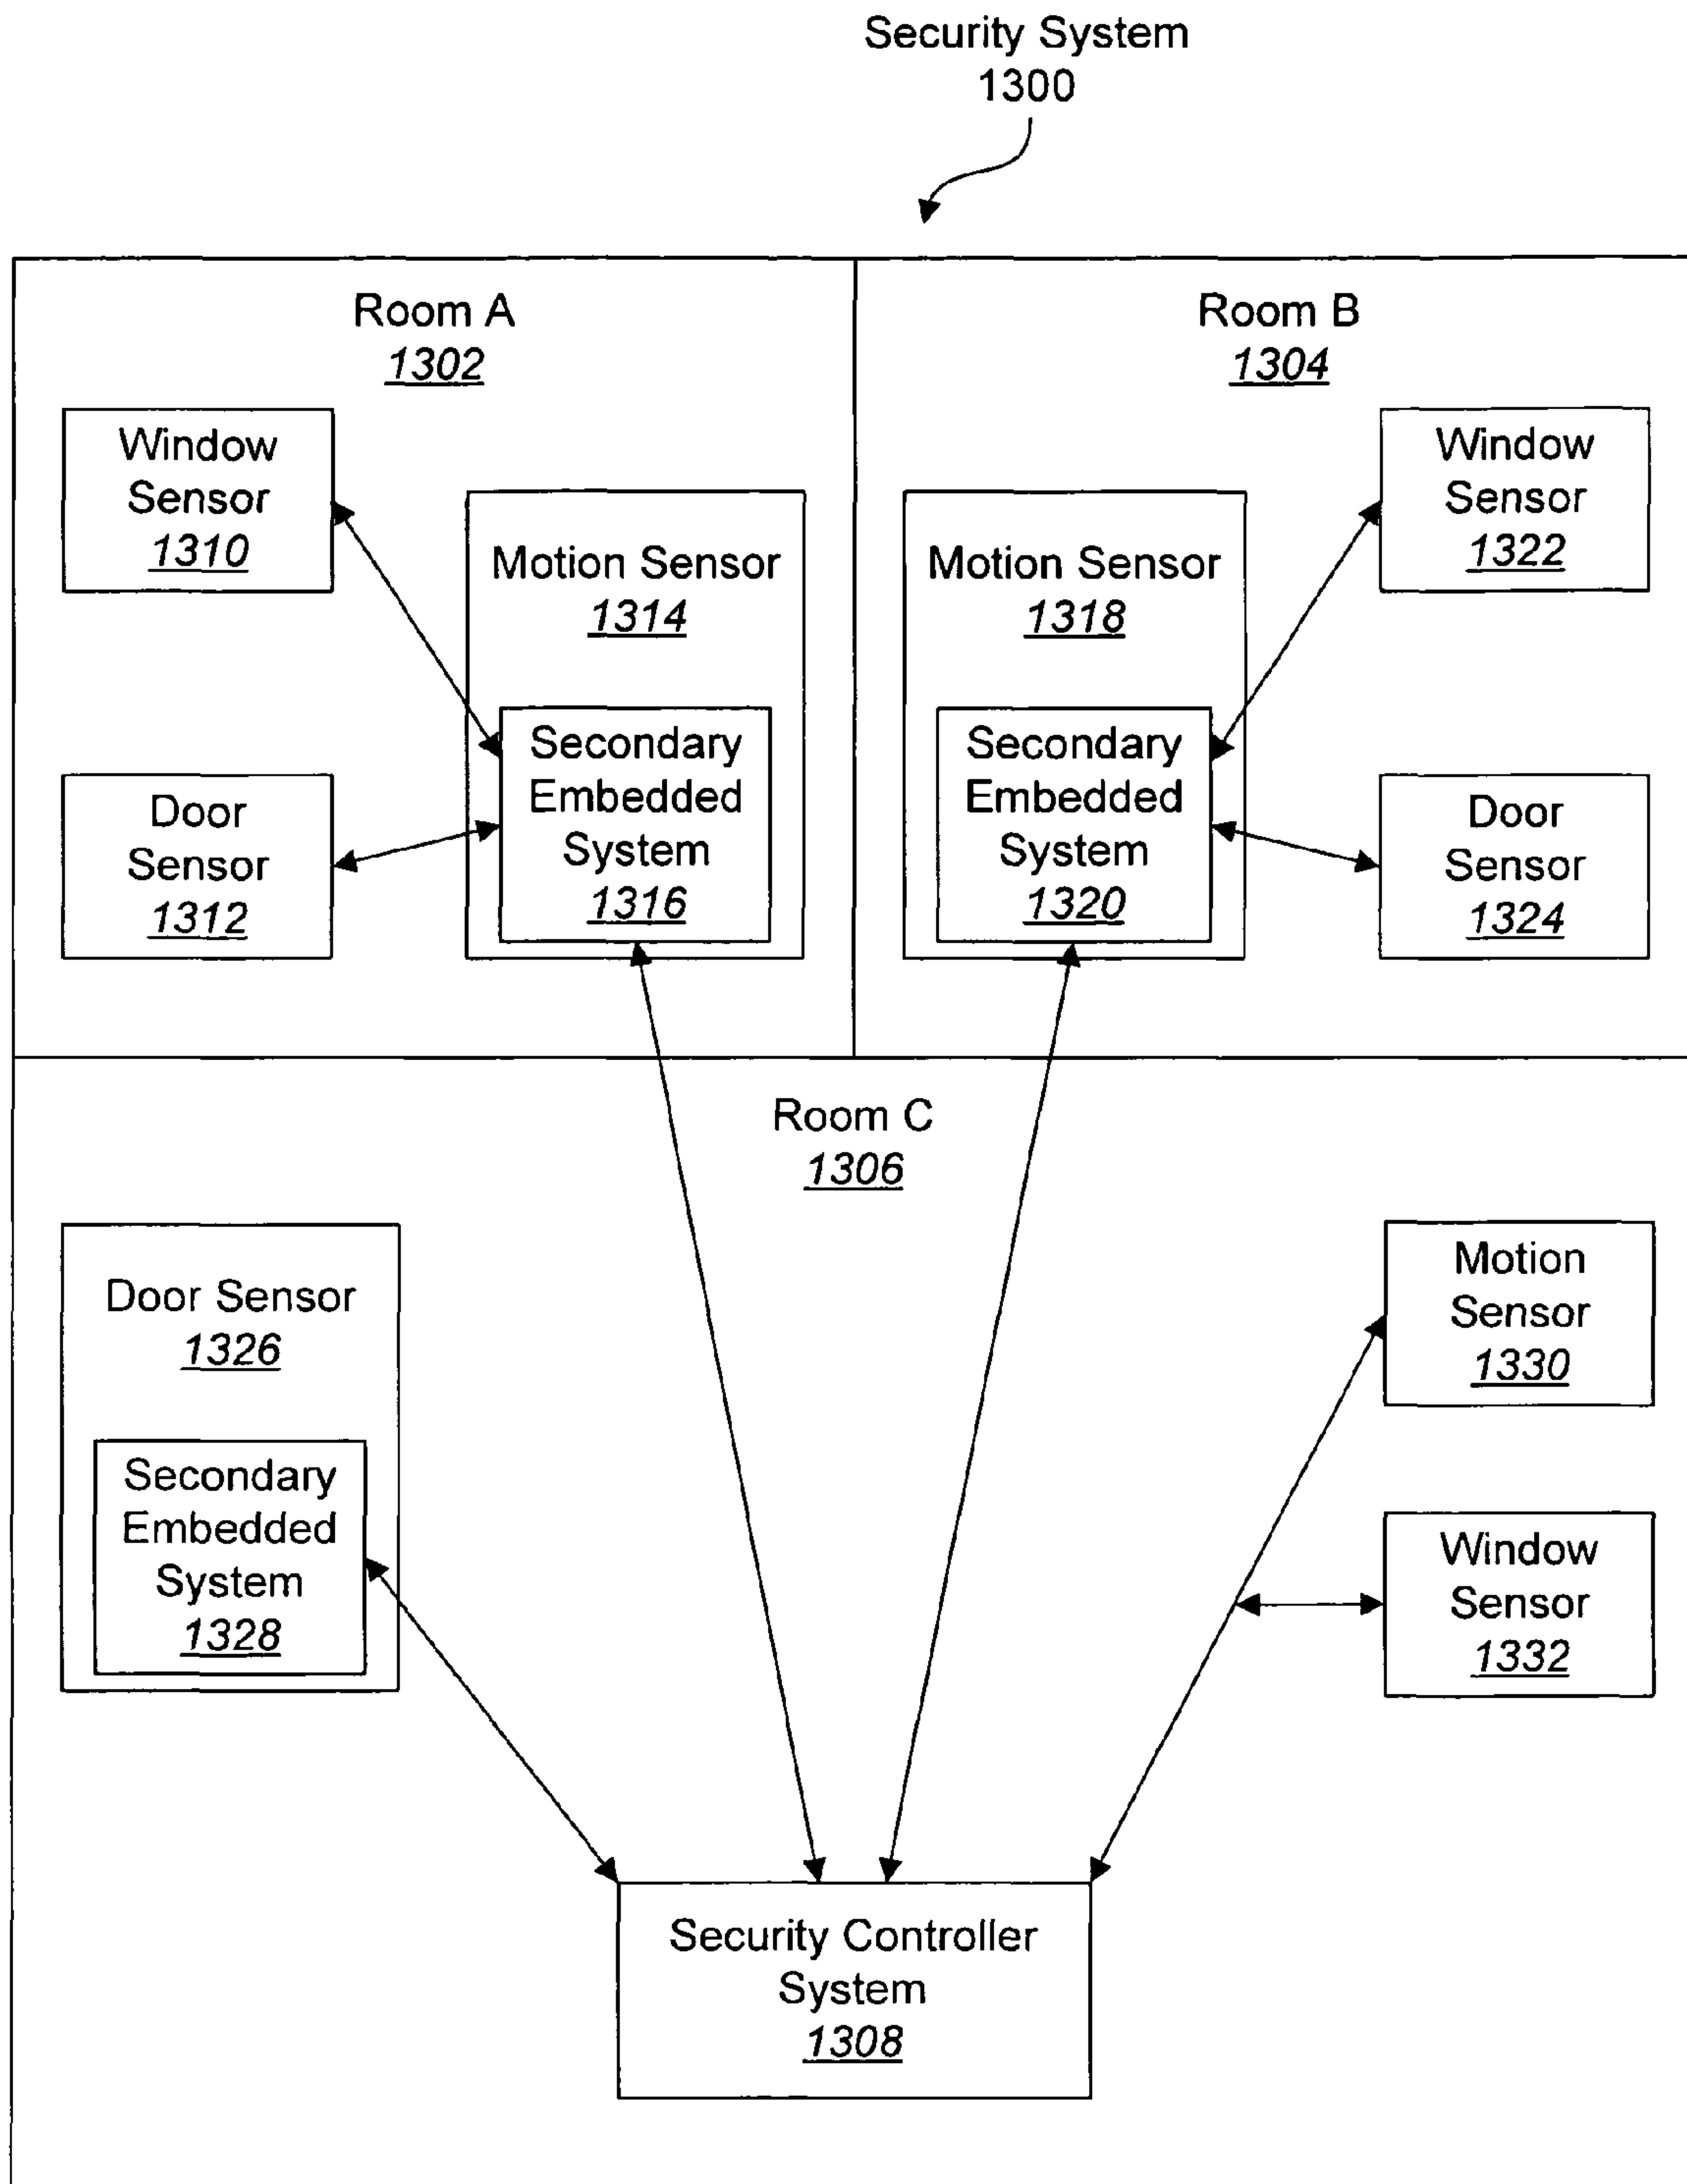 Security System
1300
Room A
1302
Room B
1304
Window
Sensor
1310
Motion Sensor
1314
Door
Sensor
1312
Secondary
Embedded
System
1316
Motion Sensor
1318
Window
Sensor
1322
Secondary
Embedded
System
1320
Door
Sensor
1324
Room C
1306
Door Sensor
1326
Secondary
Embedded
System
1328
Motion
Sensor
1330
Window
Sensor
1332
Security Controller
System
1308